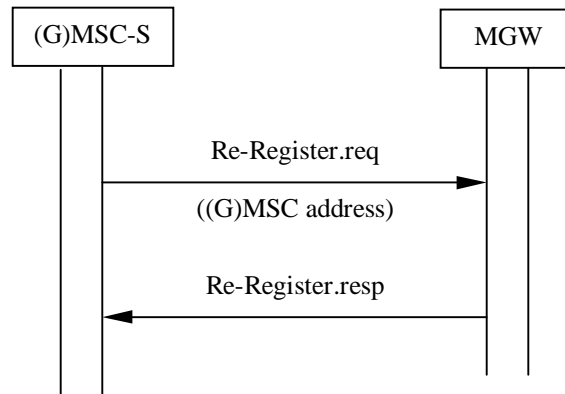 (G)MSC-S
MGW
Re-Register.req
((G)MSC address)
Re-Register.resp